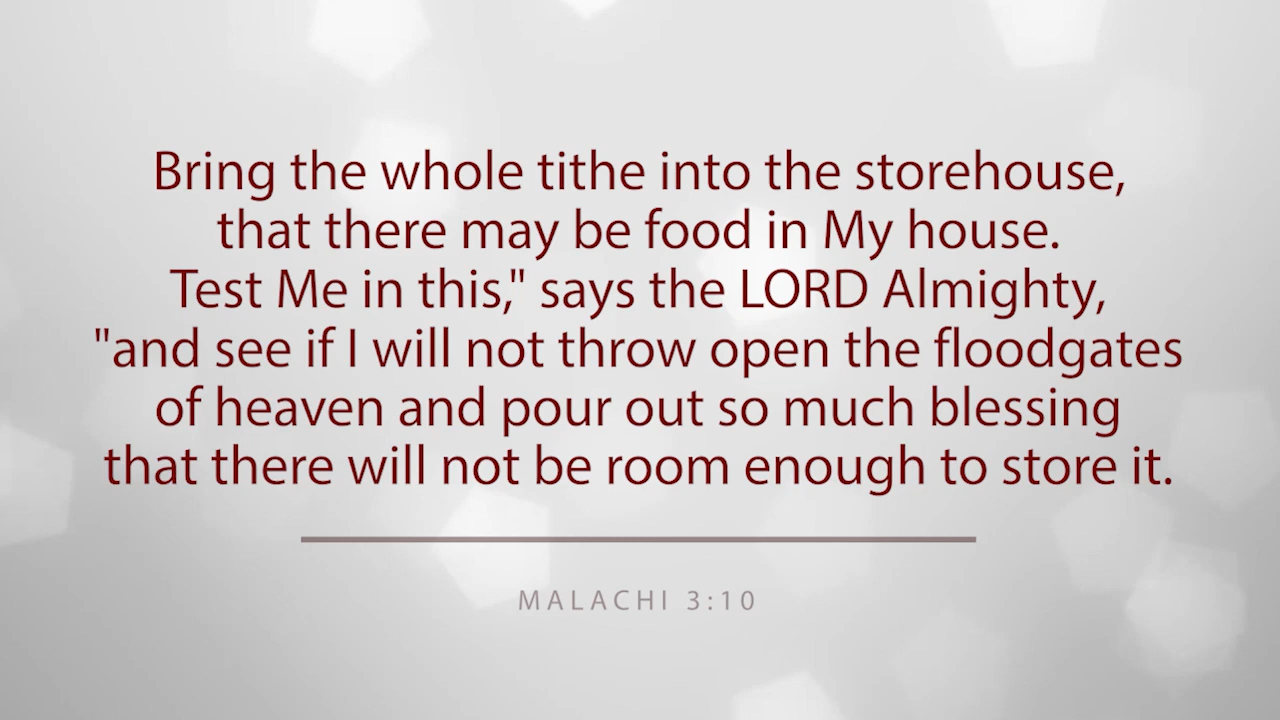 Bring the whole tithe into the storehouse,
that there may be food in My house.
Test Me in this," says the LORD Almighty,
"and see if I will not throw open the floodgates
of heaven and pour out so much blessing
that there will not be room enough to store it.
MALACHI 3:10